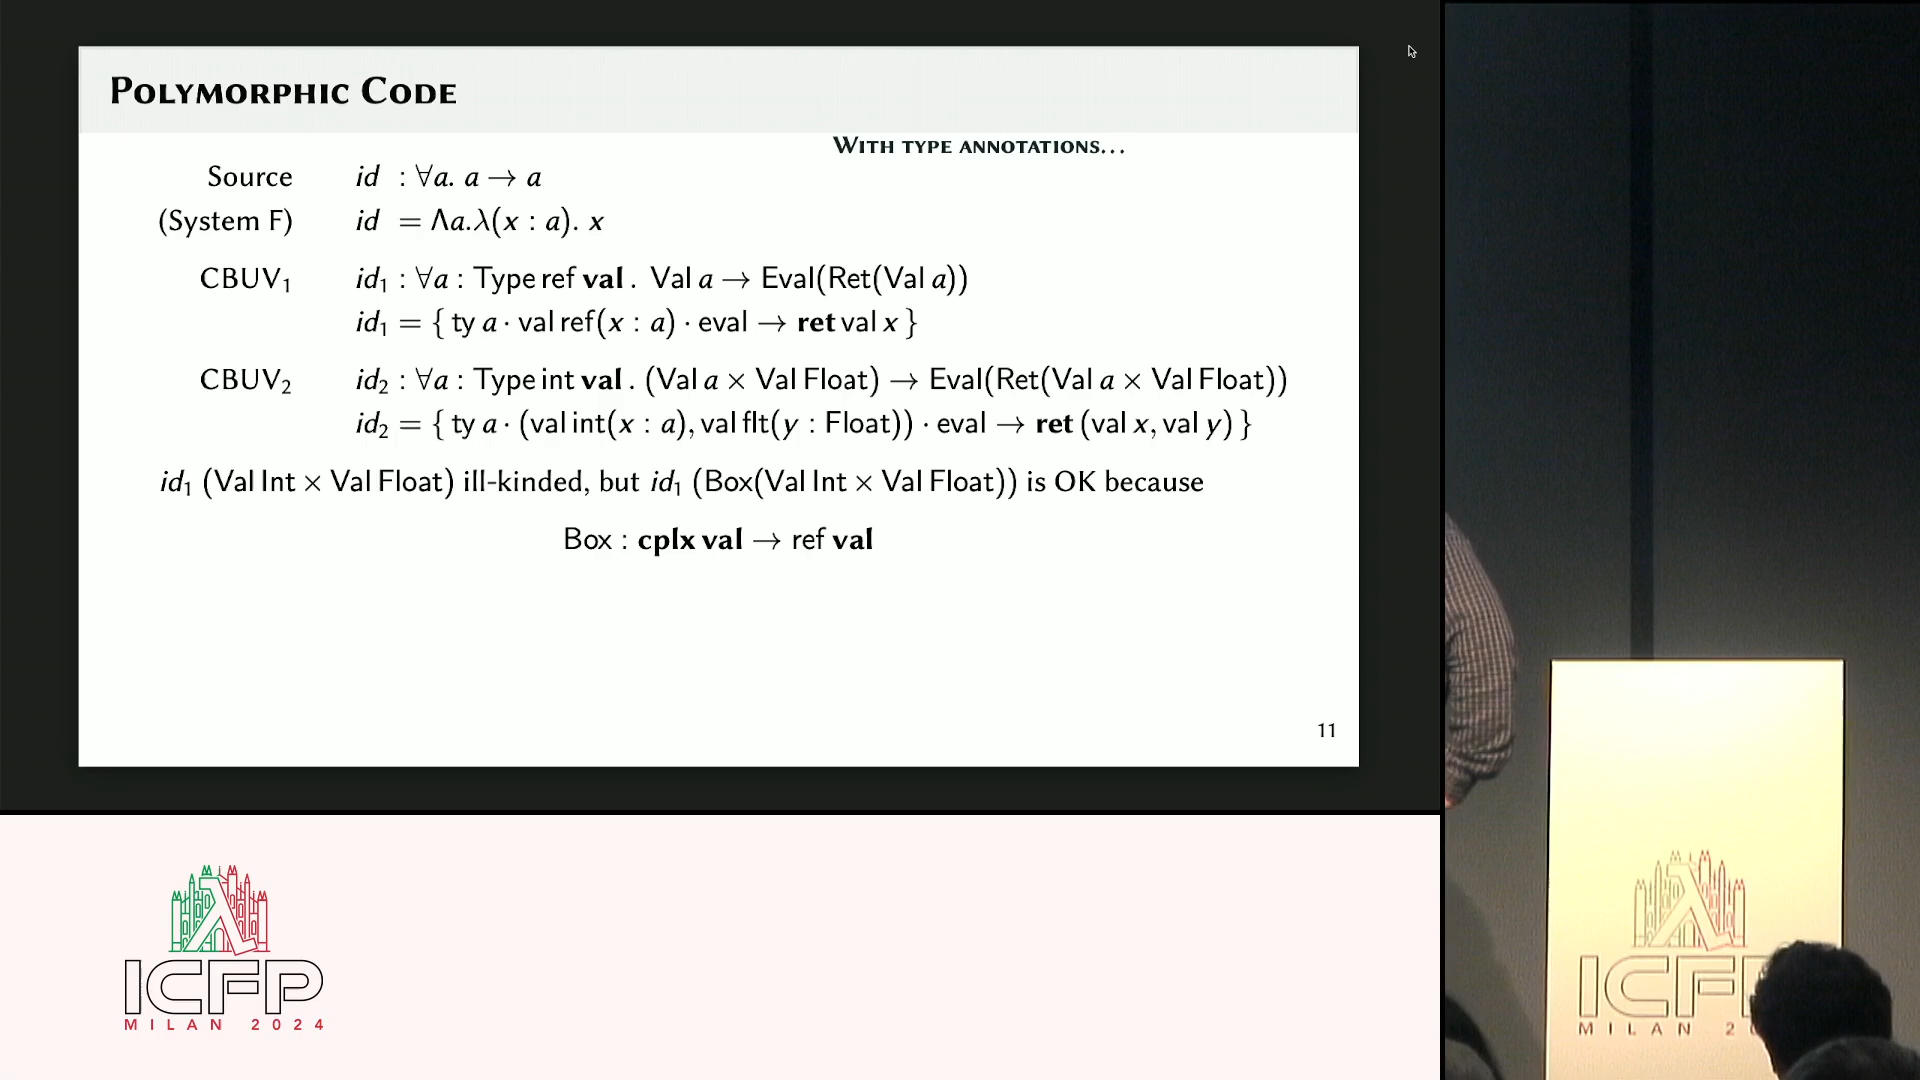 Polymorphic Code
With type annotations...
Source id : ∀a. a → a
(System F) id = Λa.λ(x : a). x
CBUV₁ id₁ : ∀a : Type ref val . Val a → Eval(Ret(Val a))
id₁ = { ty a · val ref(x : a) · eval → ret val x }
CBUV₂ id₂ : ∀a : Type int val . (Val a × Val Float) → Eval(Ret(Val a × Val Float))
id₂ = { ty a · (val int(x : a), val flt(y : Float)) · eval → ret (val x, val y) }
id₁ (Val Int × Val Float) ill-kinded, but id₁ (Box(Val Int × Val Float)) is OK because
Box : cplx val → ref val
11
ICFP
MILAN 2024
ICFP
MILAN 2